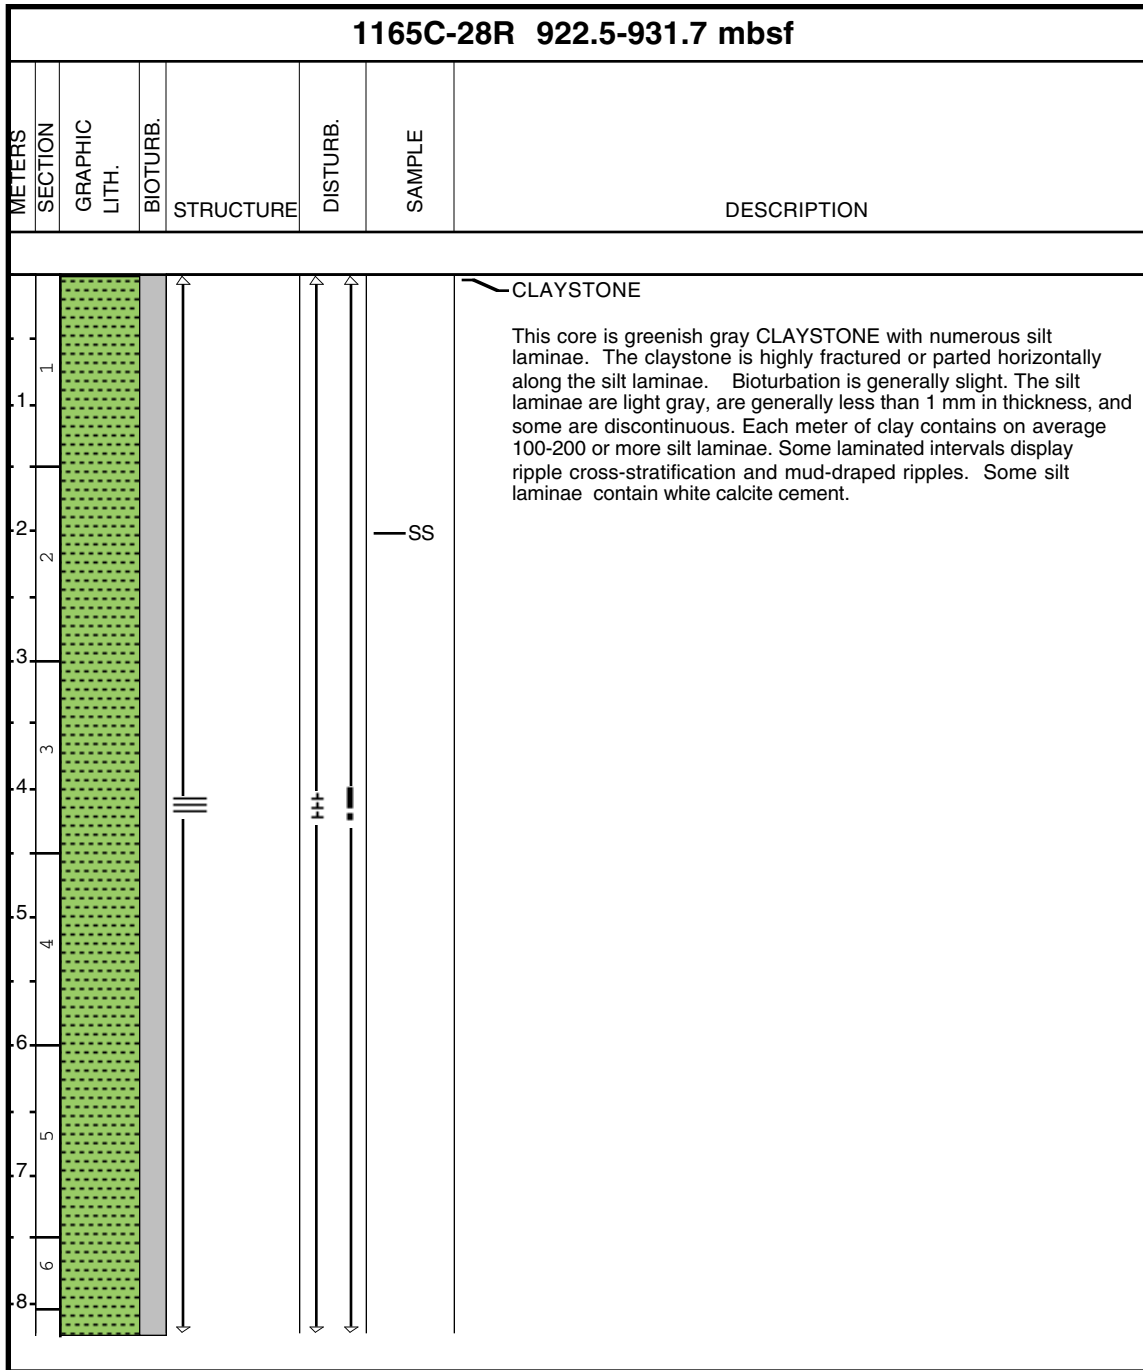 1165C-28R 922.5-931.7 mbsf
METERS
SECTION
GRAPHIC
LITH.
BIOTURB.
STRUCTURE
DISTURB.
SAMPLE
DESCRIPTION
CLAYSTONE
This core is greenish gray CLAYSTONE with numerous silt
laminae. The claystone is highly fractured or parted horizontally
along the silt laminae. Bioturbation is generally slight. The silt
laminae are light gray, are generally less than 1 mm in thickness, and
some are discontinuous. Each meter of clay contains on average
100-200 or more silt laminae. Some laminated intervals display
ripple cross-stratification and mud-draped ripples. Some silt
laminae contain white calcite cement.
1
1
2
SS
2
3
3
4
5
4
6
5
7
6
8